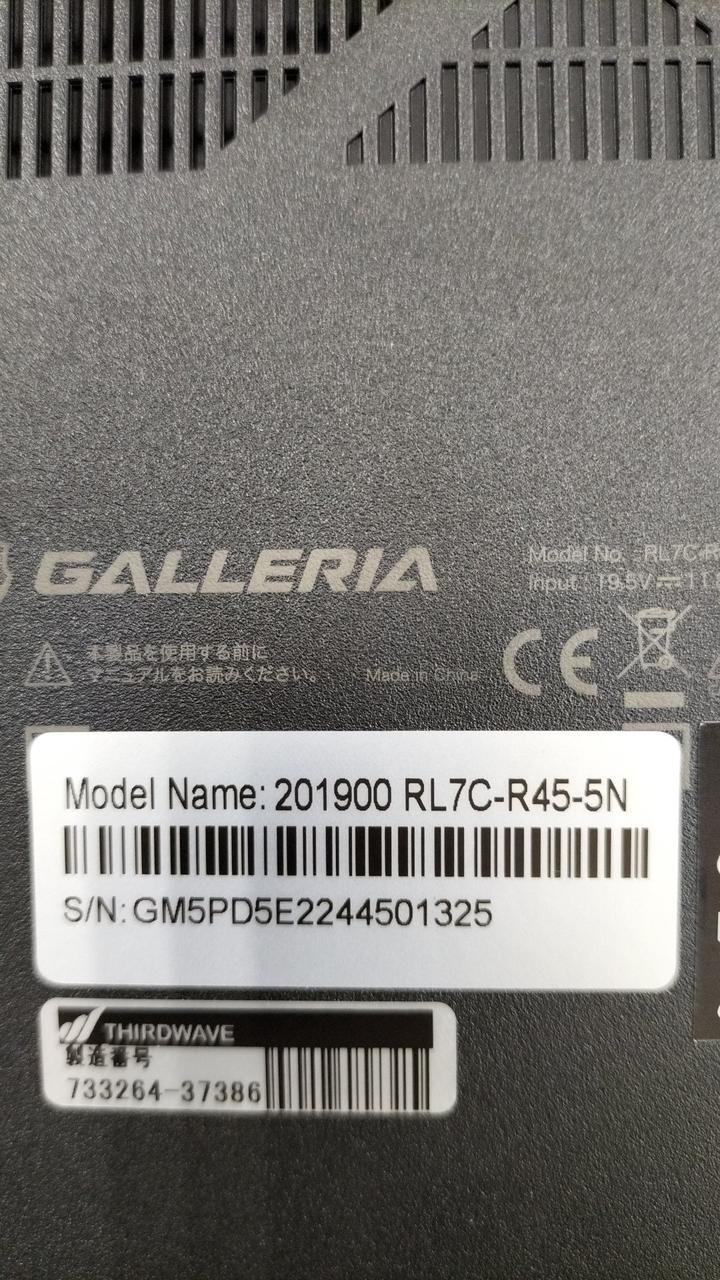 GALLERIA
Model No. RL7C-R
Input : 19.5V⎓11
本製品を使用する前に
マニュアルをお読みください。
Made in China
CE
Model Name: 201900 RL7C-R45-5N
S/N: GM5PD5E2244501325
THIRDWAVE
製造番号
733264-37386